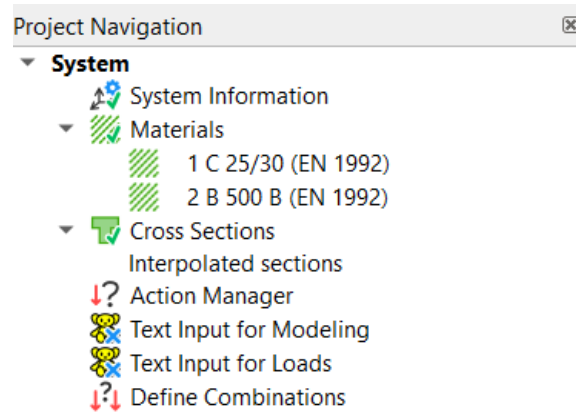 Project Navigation
System
System Information
Materials
1 C 25/30 (EN 1992)
2 B 500 B (EN 1992)
Cross Sections
Interpolated sections
Action Manager
Text Input for Modeling
Text Input for Loads
Define Combinations